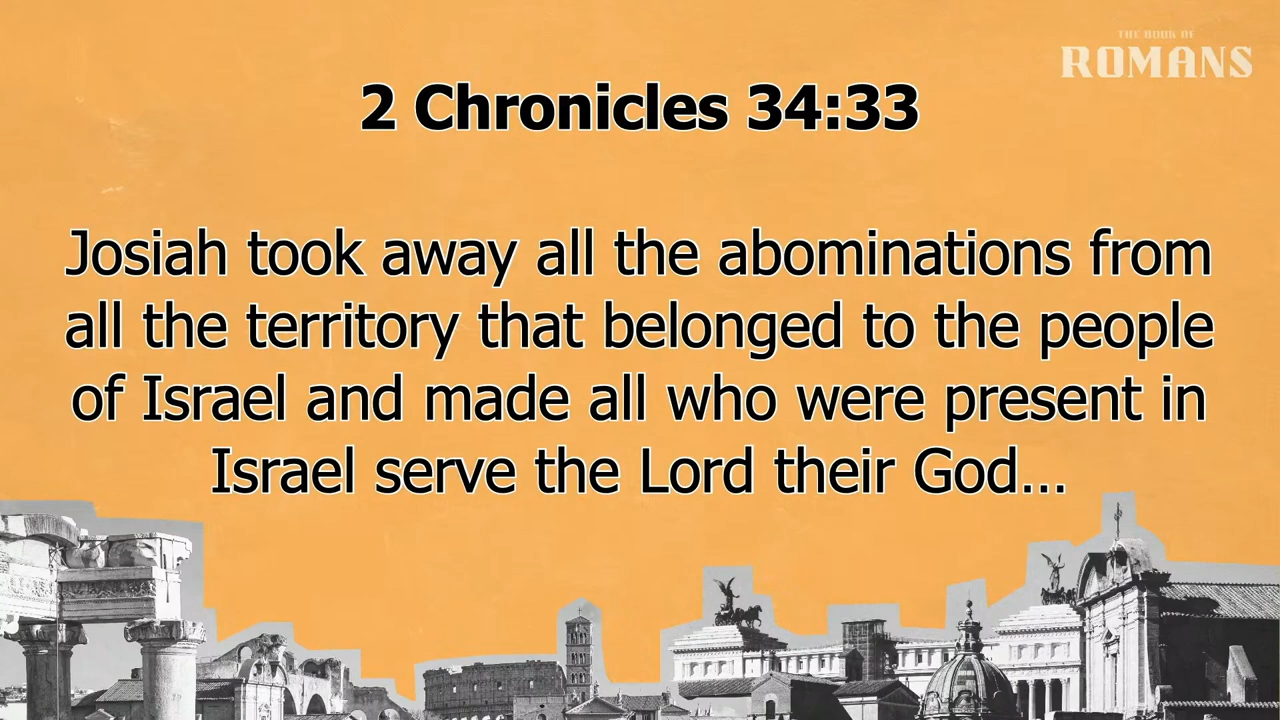 THE BOOK OF
ROMANS
2 Chronicles 34:33
Josiah took away all the abominations from
all the territory that belonged to the people
of Israel and made all who were present in
Israel serve the Lord their God...